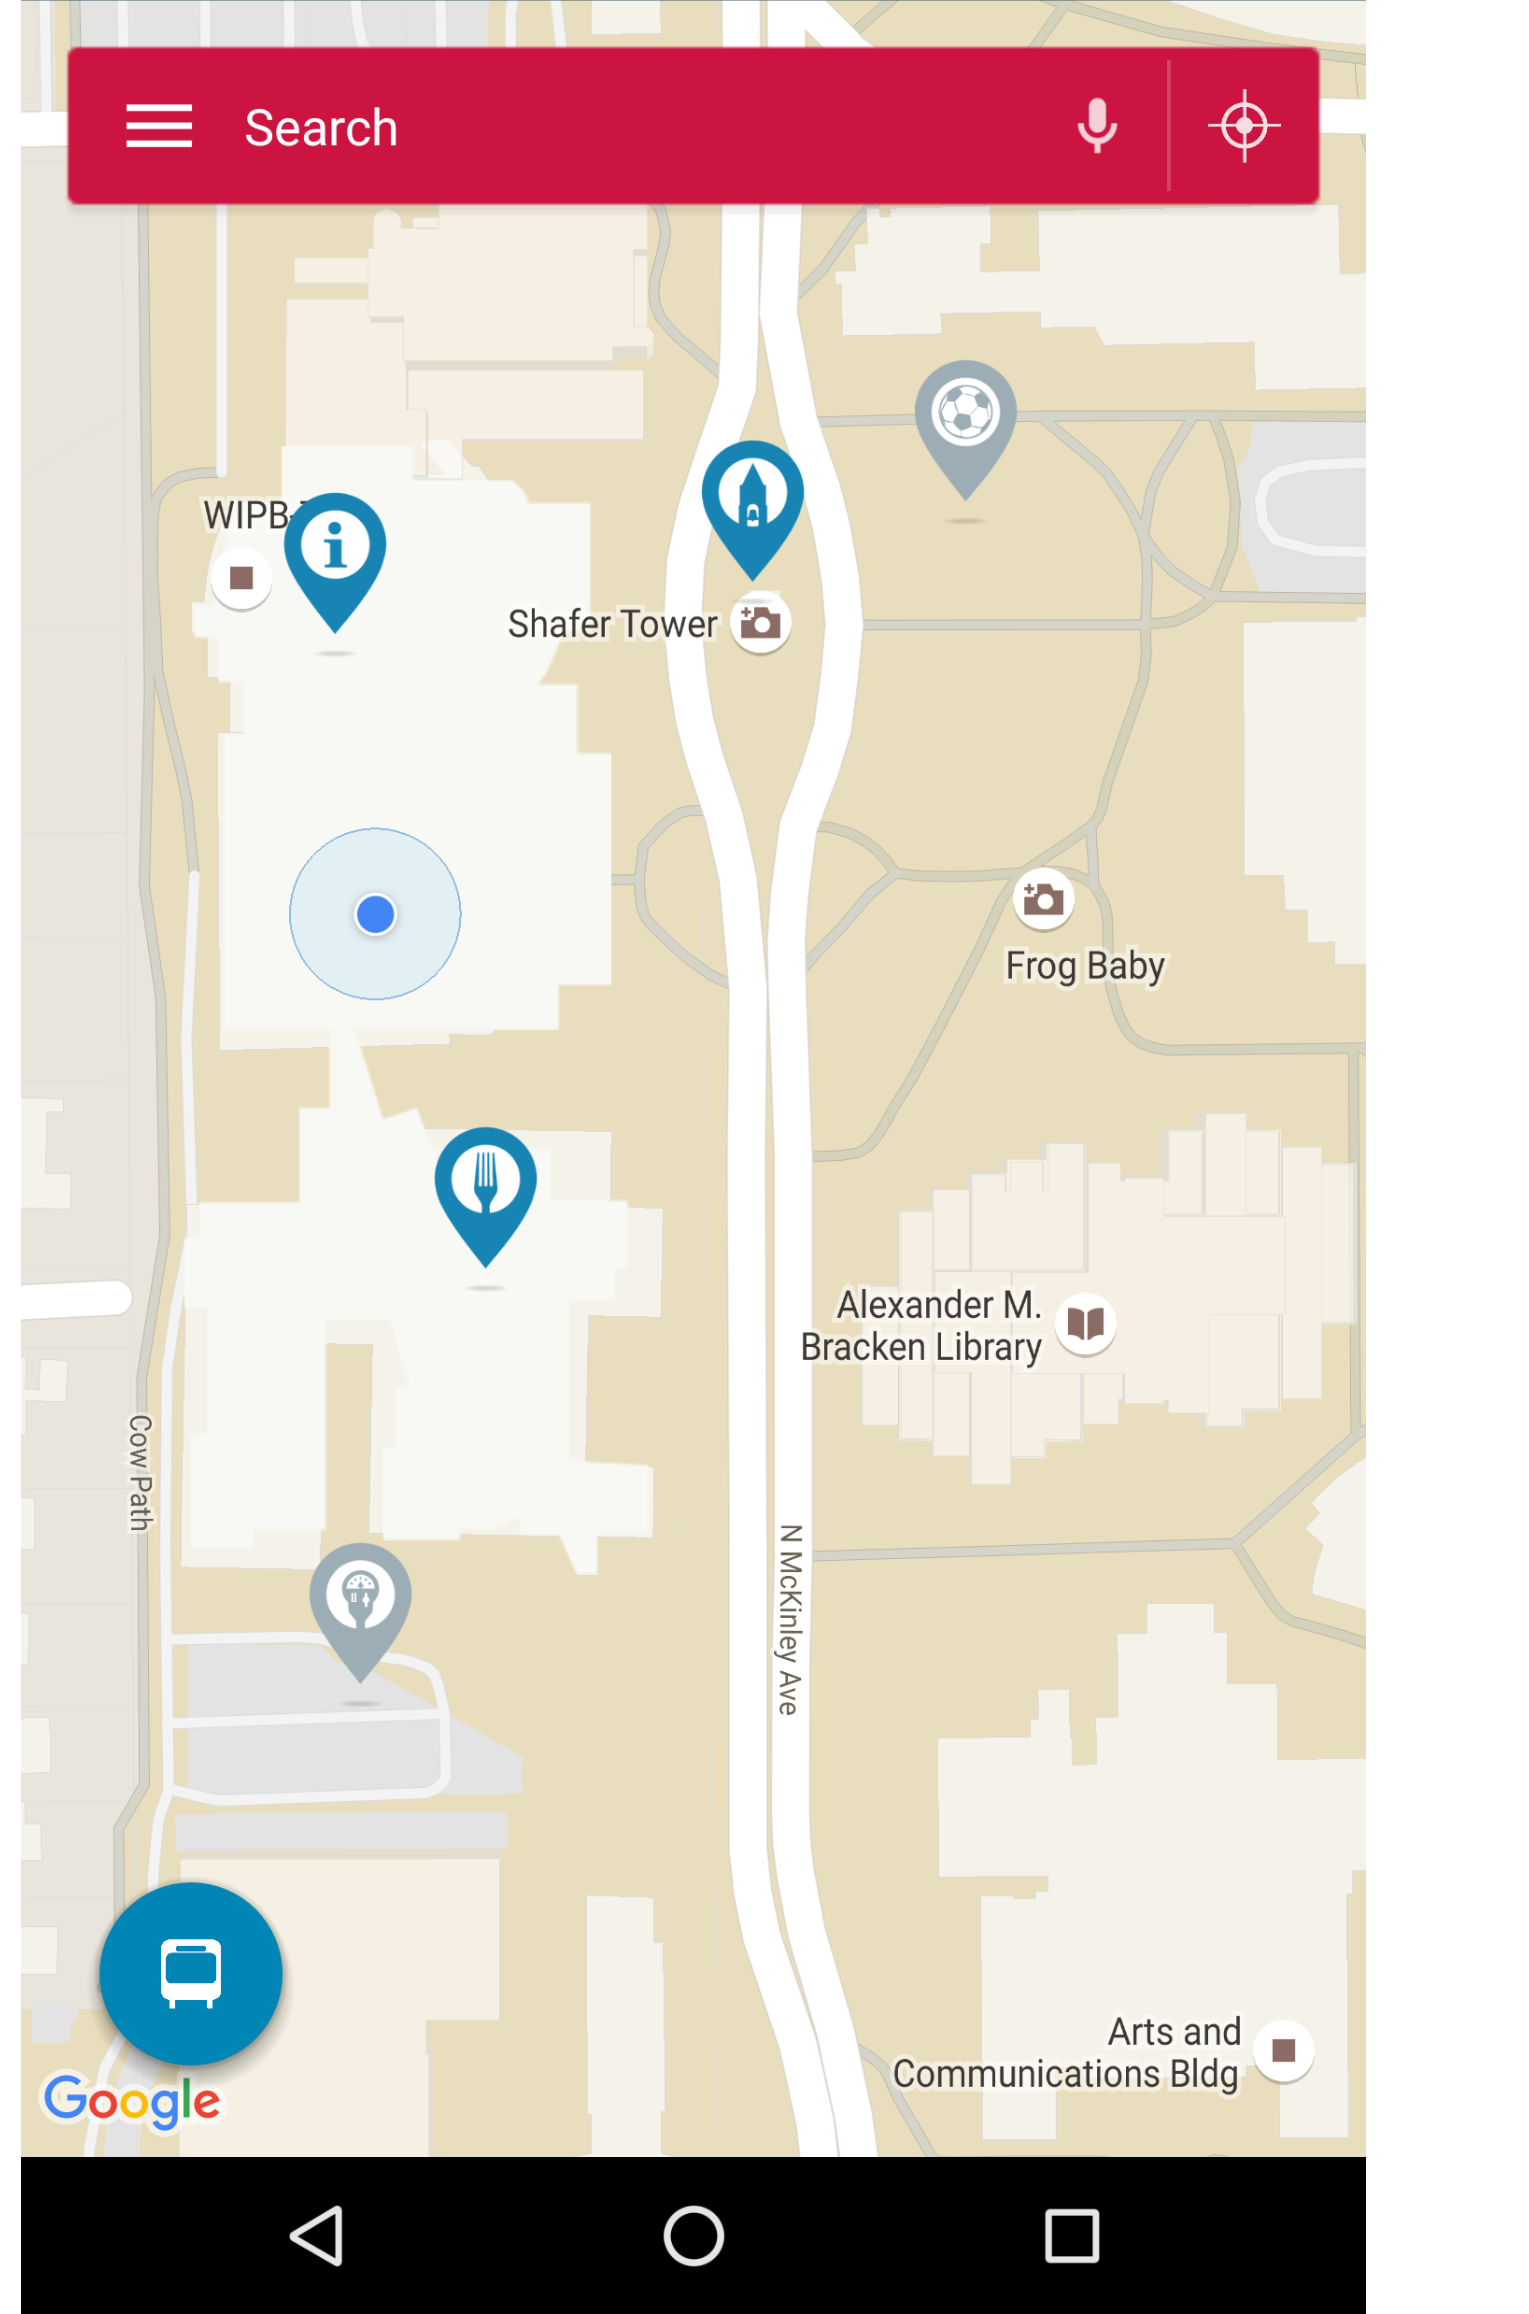 Search
WIPB-
Shafer Tower
Frog Baby
Alexander M.
Bracken Library
Cow Path
N McKinley Ave
Arts and
Communications Bldg
Google